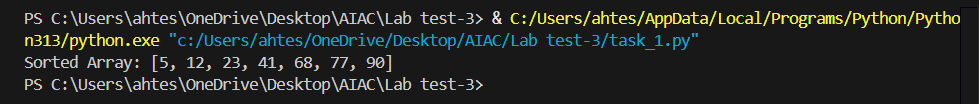 PS C:\Users\ahtes\OneDrive\Desktop\AIAC\Lab test-3> & C:/Users/ahtes/AppData/Local/Programs/Python/Pytho
n313/python.exe "c:/Users/ahtes/OneDrive/Desktop/AIAC/Lab test-3/task_1.py"
Sorted Array: [5, 12, 23, 41, 68, 77, 90]
PS C:\Users\ahtes\OneDrive\Desktop\AIAC\Lab test-3>